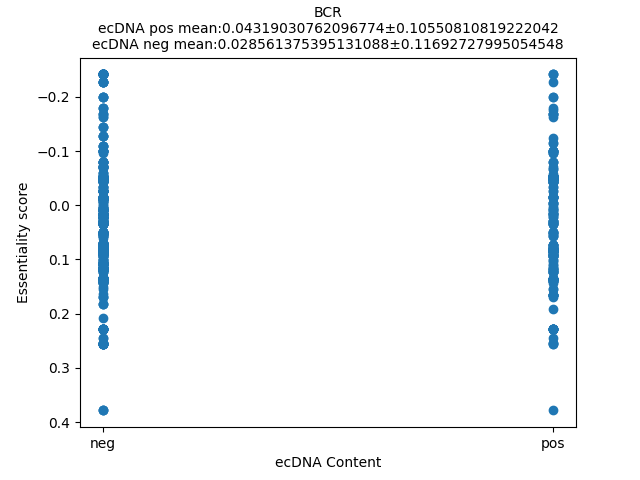 BCR
ecDNA pos mean:0.04319030762096774±0.10550810819222042
ecDNA neg mean:0.028561375395131088±0.11692727995054548
−0.2
−0.1
0.0
0.1
0.2
0.3
0.4
Essentiality score
neg
pos
ecDNA Content